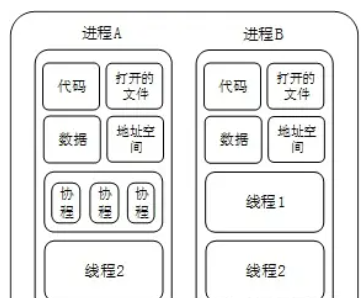 进程A
进程B
代码
打开的
文件
代码
打开的
文件
数据
地址空
间
数据
地址空
间
协
程
协
程
协
程
线程1
线程2
线程2